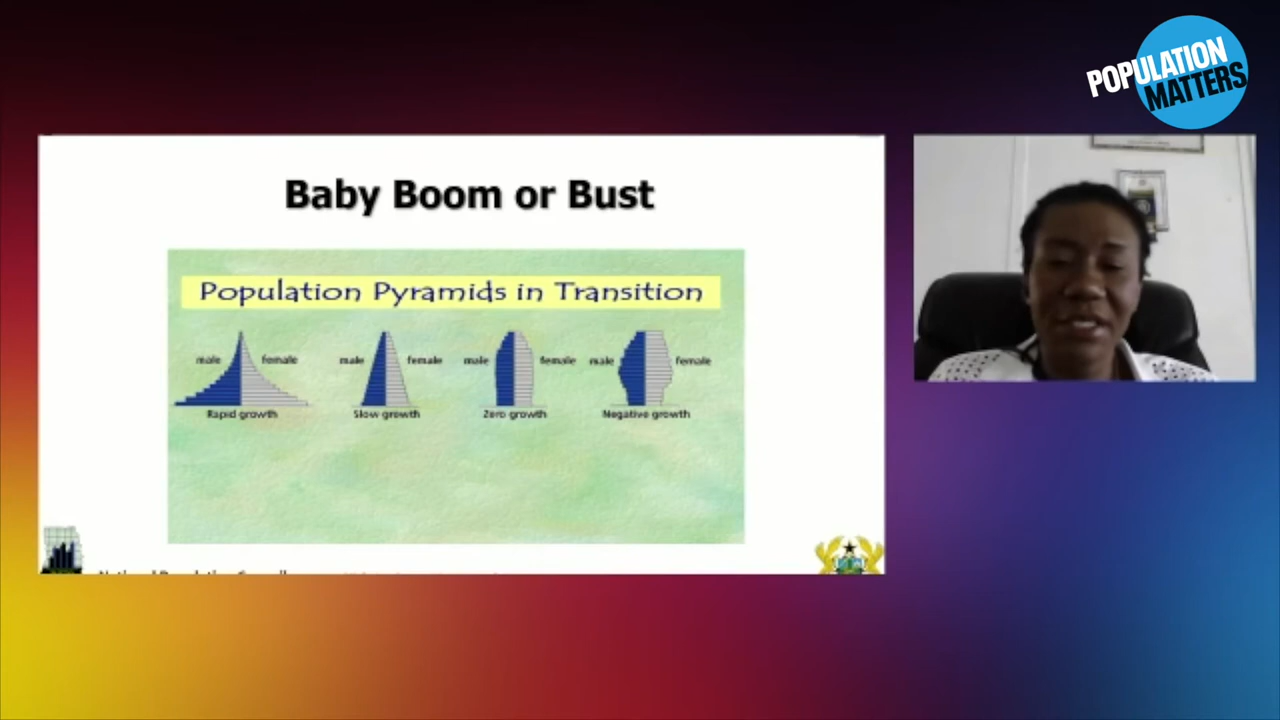 POPULATION
MATTERS
Baby Boom or Bust
Population Pyramids in Transition
male female male female male female male female
Rapid growth Slow growth Zero growth Negative growth